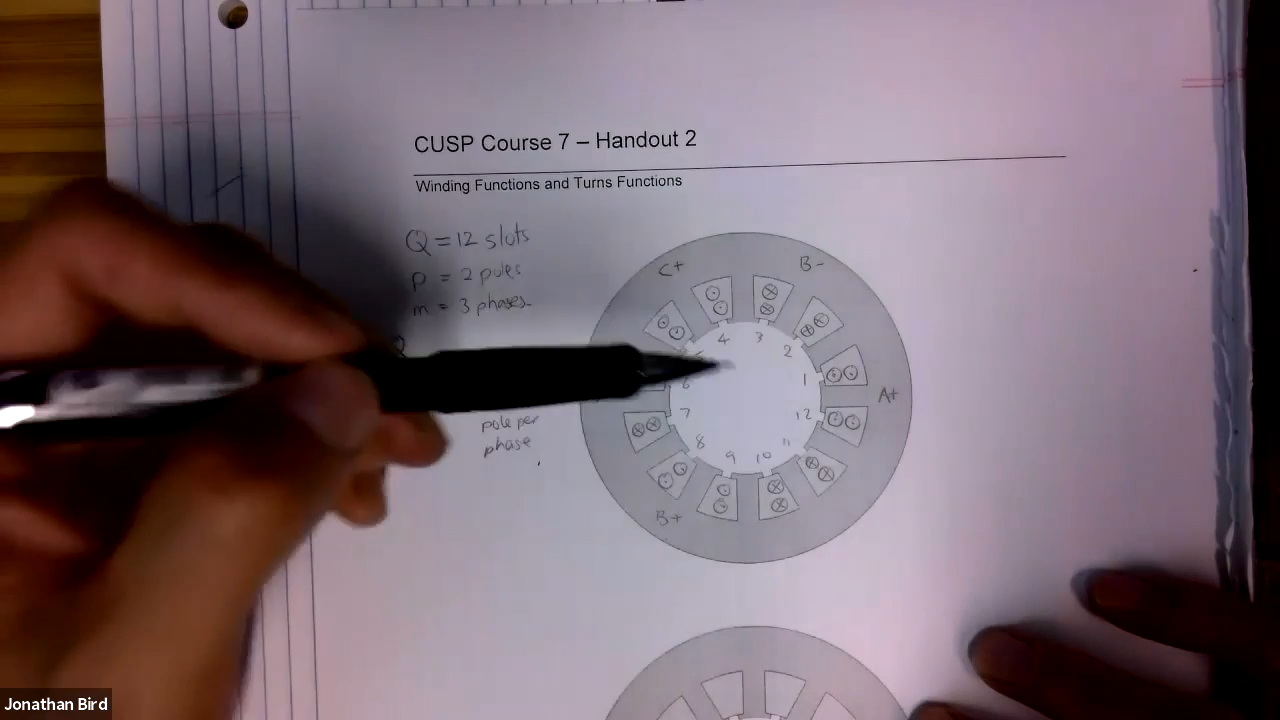 CUSP Course 7 – Handout 2
Winding Functions and Turns Functions
Q = 12 slots
p = 2 poles
m = 3 phases
Q
pole per
phase
C+
B-
A+
B+
4
3
2
1
12
11
10
9
8
7
6
Jonathan Bird